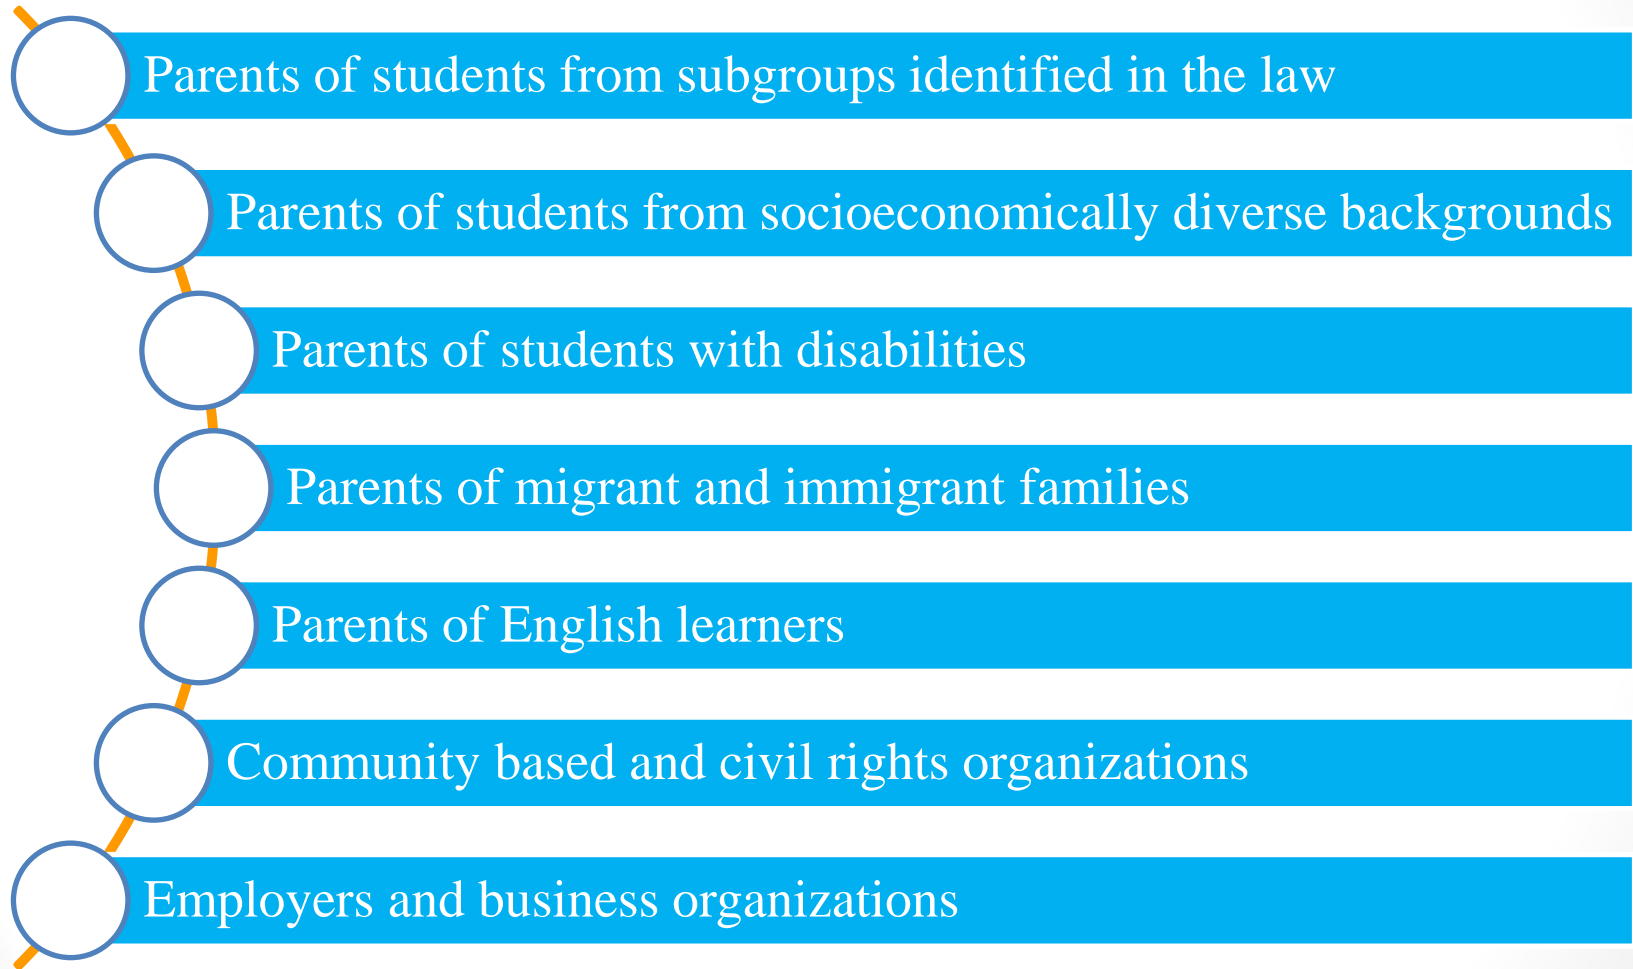 Parents of students from subgroups identified in the law
Parents of students from socioeconomically diverse backgrounds
Parents of students with disabilities
Parents of migrant and immigrant families
Parents of English learners
Community based and civil rights organizations
Employers and business organizations